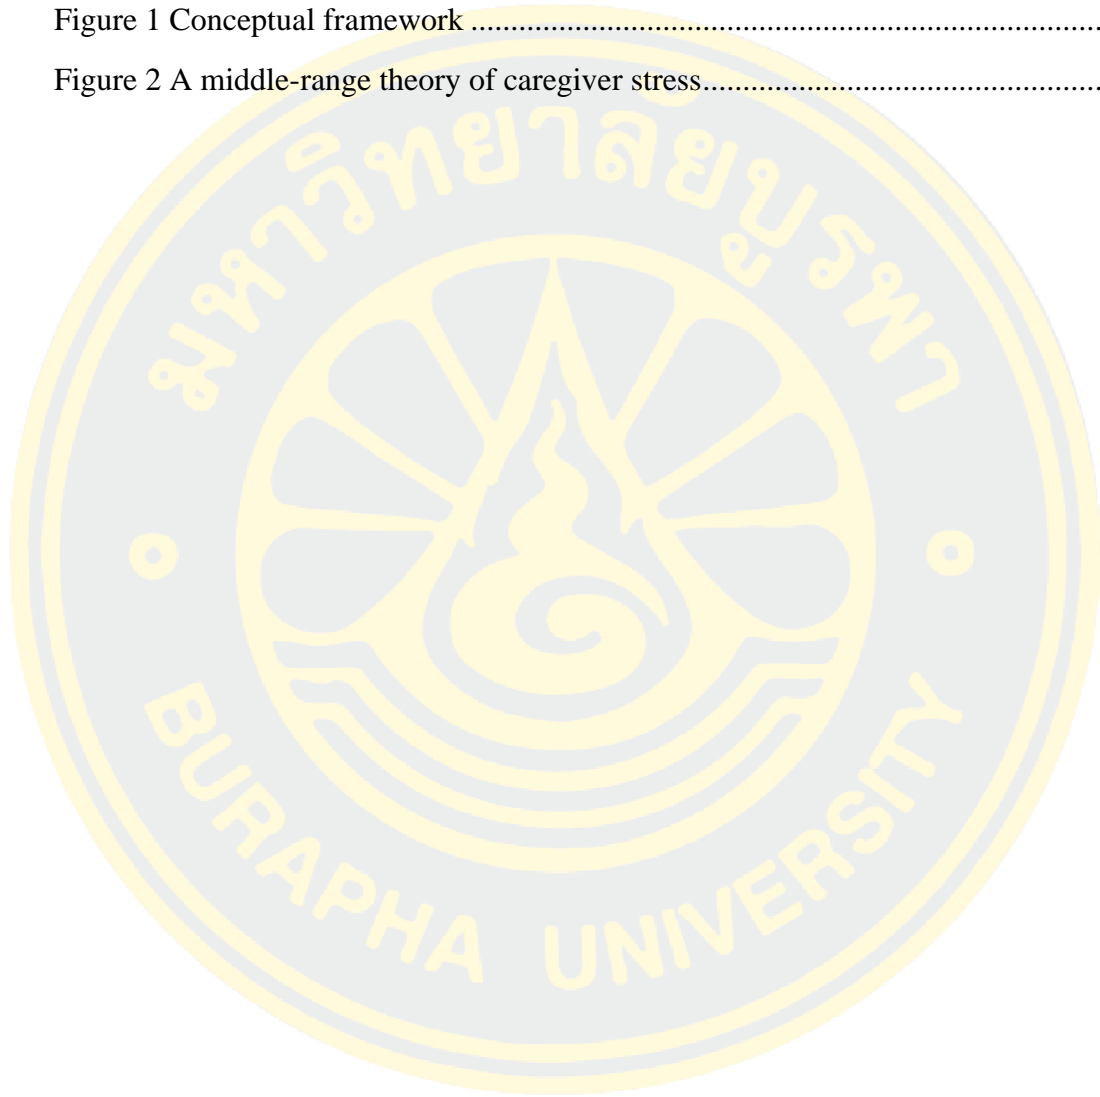 Figure 1 Conceptual framework ....................................................................................
Figure 2 A middle-range theory of caregiver stress....................................................
มหาวิทยาลัยบูรพา
BURAPHA UNIVERSITY